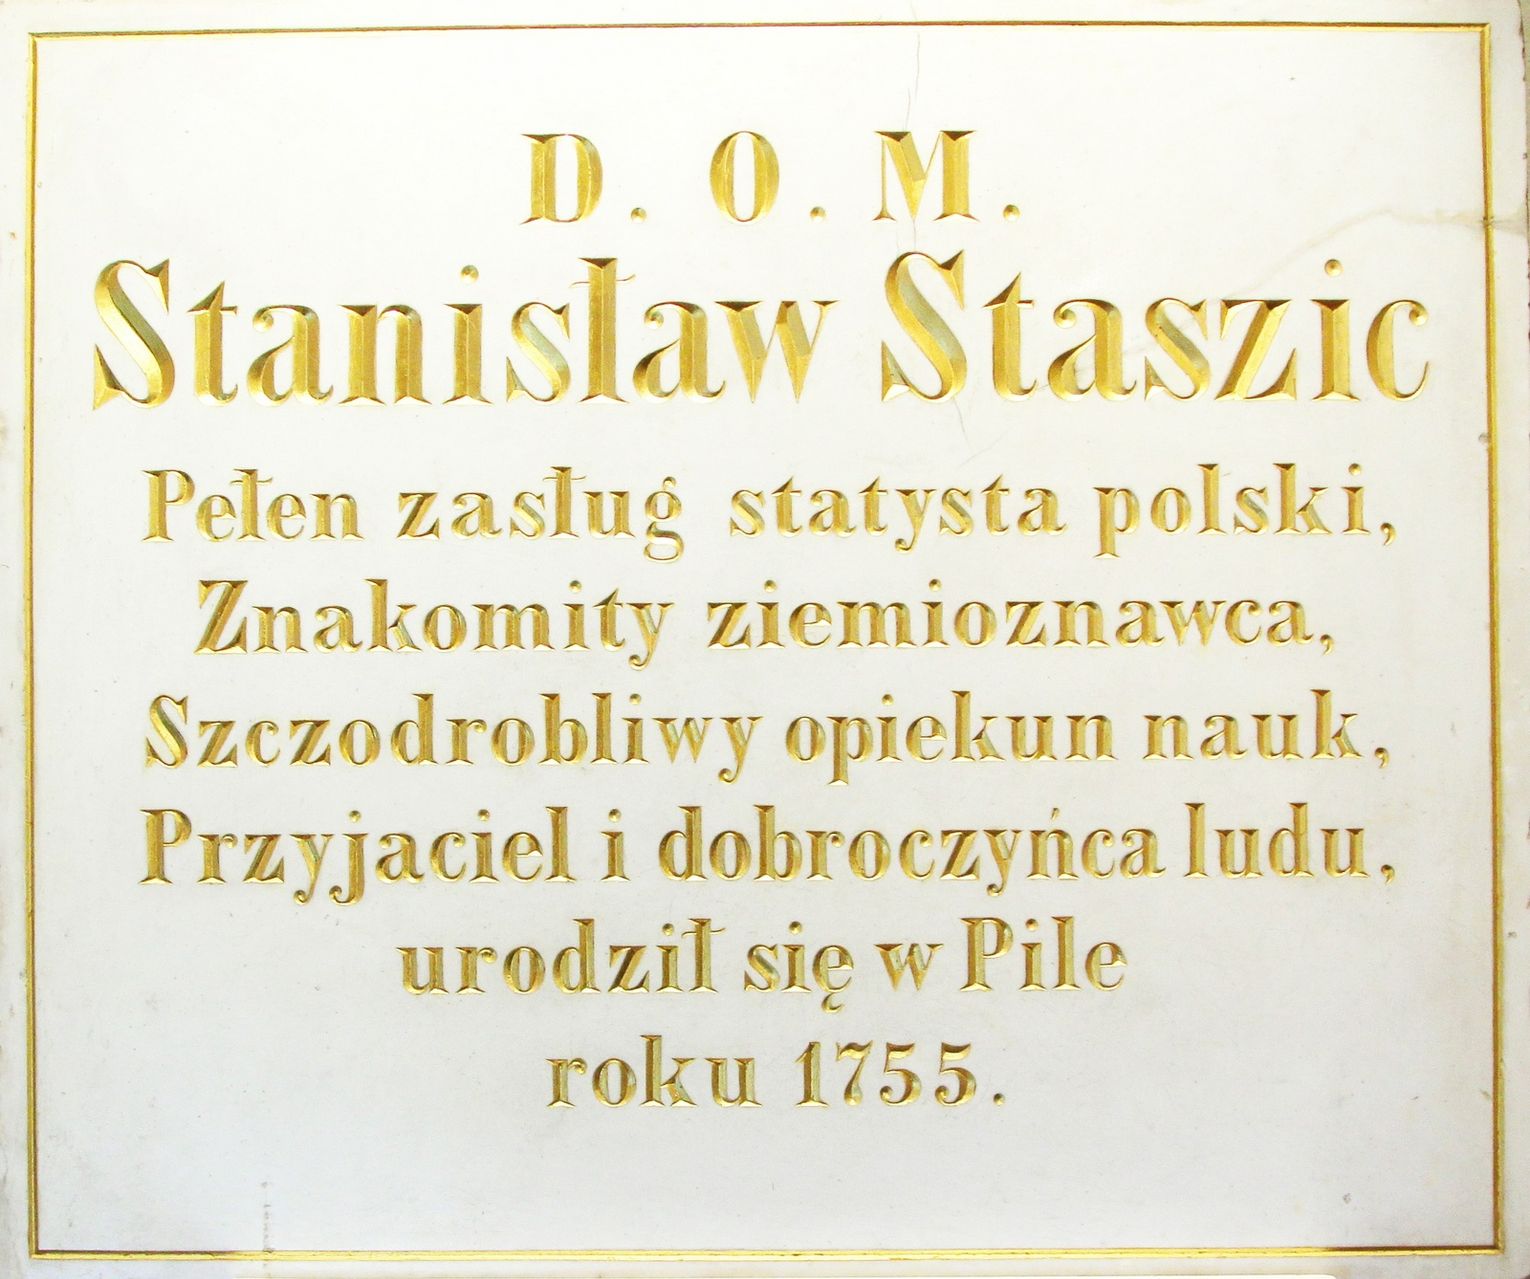 D. O. M.
Stanisław Staszic
Pełen zasług statysta polski,
Znakomity ziemioznawca,
Szczodrobliwy opiekun nauk,
Przyjaciel i dobroczyńca ludu,
urodził się w Pile
roku 1755.